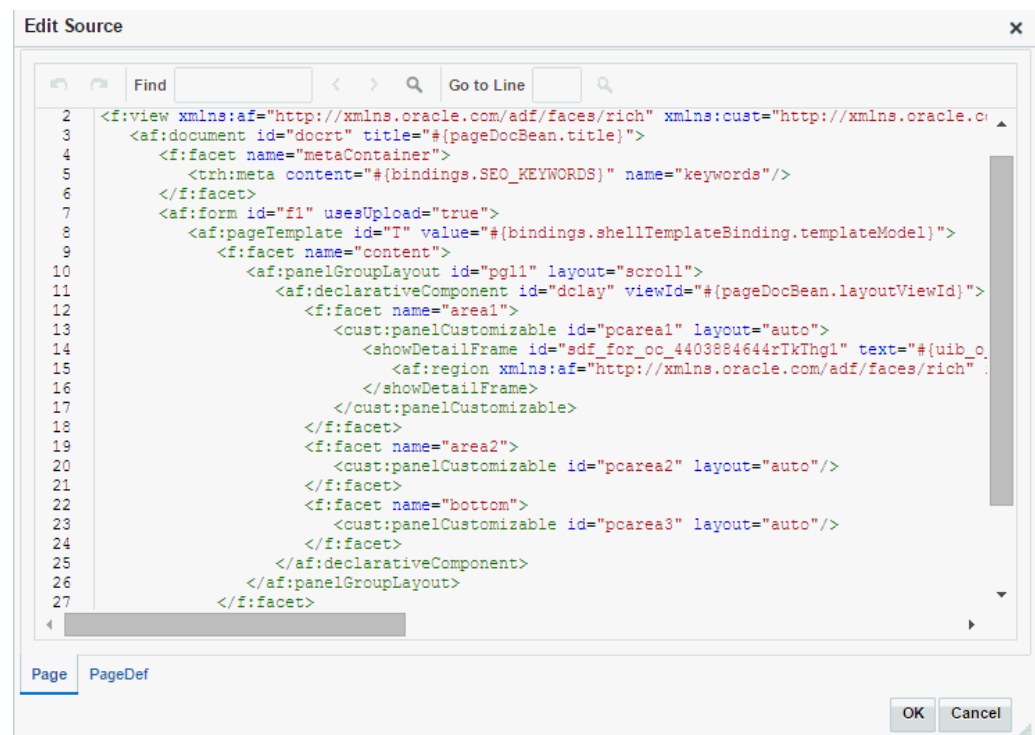 Edit Source
Find
Go to Line
2 <f:view xmlns:af="http://xmlns.oracle.com/adf/faces/rich" xmlns:cust="http://xmlns.oracle.c
3 <af:document id="docrt" title="#{pageDocBean.title}">
4 <f:facet name="metaContainer">
5 <trh:meta content="#{bindings.SEO_KEYWORDS}" name="keywords"/>
6 </f:facet>
7 <af:form id="f1" usesUpload="true">
8 <af:pageTemplate id="T" value="#{bindings.shellTemplateBinding.templateModel}">
9 <f:facet name="content">
10 <af:panelGroupLayout id="pgl1" layout="scroll">
11 <af:declarativeComponent id="dclay" viewId="#{pageDocBean.layoutViewId}">
12 <f:facet name="area1">
13 <cust:panelCustomizable id="pcarea1" layout="auto">
14 <showDetailFrame id="sdf_for_oc_4403884644rTkThg1" text="#{uib_o_
15 <af:region xmlns:af="http://xmlns.oracle.com/adf/faces/rich"
16 </showDetailFrame>
17 </cust:panelCustomizable>
18 </f:facet>
19 <f:facet name="area2">
20 <cust:panelCustomizable id="pcarea2" layout="auto"/>
21 </f:facet>
22 <f:facet name="bottom">
23 <cust:panelCustomizable id="pcarea3" layout="auto"/>
24 </f:facet>
25 </af:declarativeComponent>
26 </af:panelGroupLayout>
27 </f:facet>
Page PageDef
OK Cancel